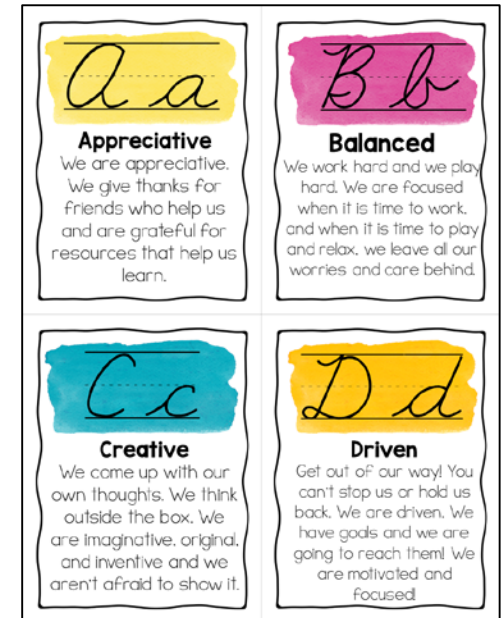 A a
Appreciative
We are appreciative.
We give thanks for
friends who help us
and are grateful for
resources that help us
learn.
B b
Balanced
We work hard and we play
hard. We are focused
when it is time to work,
and when it is time to play
and relax, we leave all our
worries and care behind.
C c
Creative
We come up with our
own thoughts. We think
outside the box. We
are imaginative, original,
and inventive and we
aren't afraid to show it.
D d
Driven
Get out of our way! You
can't stop us or hold us
back. We are driven. We
have goals and we are
going to reach them! We
are motivated and
focused!